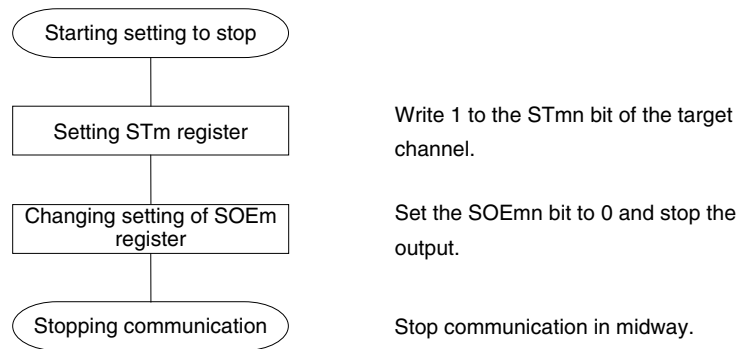 Starting setting to stop
Setting STm register
Write 1 to the STmn bit of the target
channel.
Changing setting of SOEm
register
Set the SOEmn bit to 0 and stop the
output.
Stopping communication
Stop communication in midway.